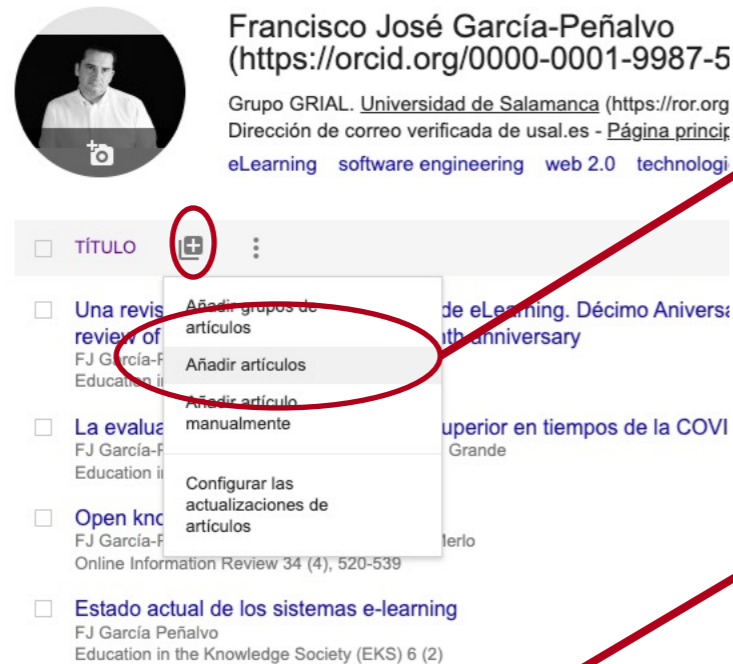 Francisco José García-Peñalvo
(https://orcid.org/0000-0001-9987-5
Grupo GRIAL. Universidad de Salamanca (https://ror.org
Dirección de correo verificada de usal.es - Página princip
eLearning software engineering web 2.0 technologi
TÍTULO
Añadir grupos de
artículos
Añadir artículos
Añadir artículo
manualmente
Configurar las
actualizaciones de
artículos
Una revis de eLearning. Décimo Aniversa
review of nth anniversary
FJ García-P
Education i
La evalua uperior en tiempos de la COVI
FJ García-P Grande
Education i
Open kno
FJ García-P Merlo
Online Information Review 34 (4), 520-539
Estado actual de los sistemas e-learning
FJ García Peñalvo
Education in the Knowledge Society (EKS) 6 (2)